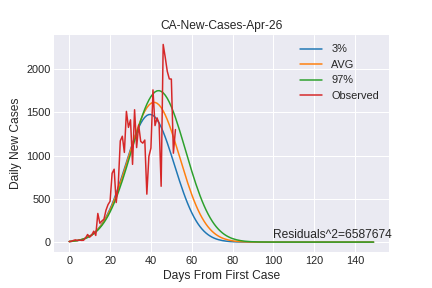 CA-New-Cases-Apr-26
3%
AVG
97%
Observed
Daily New Cases
2000
1500
1000
500
0
Residuals^2=6587674
0 20 40 60 80 100 120 140
Days From First Case